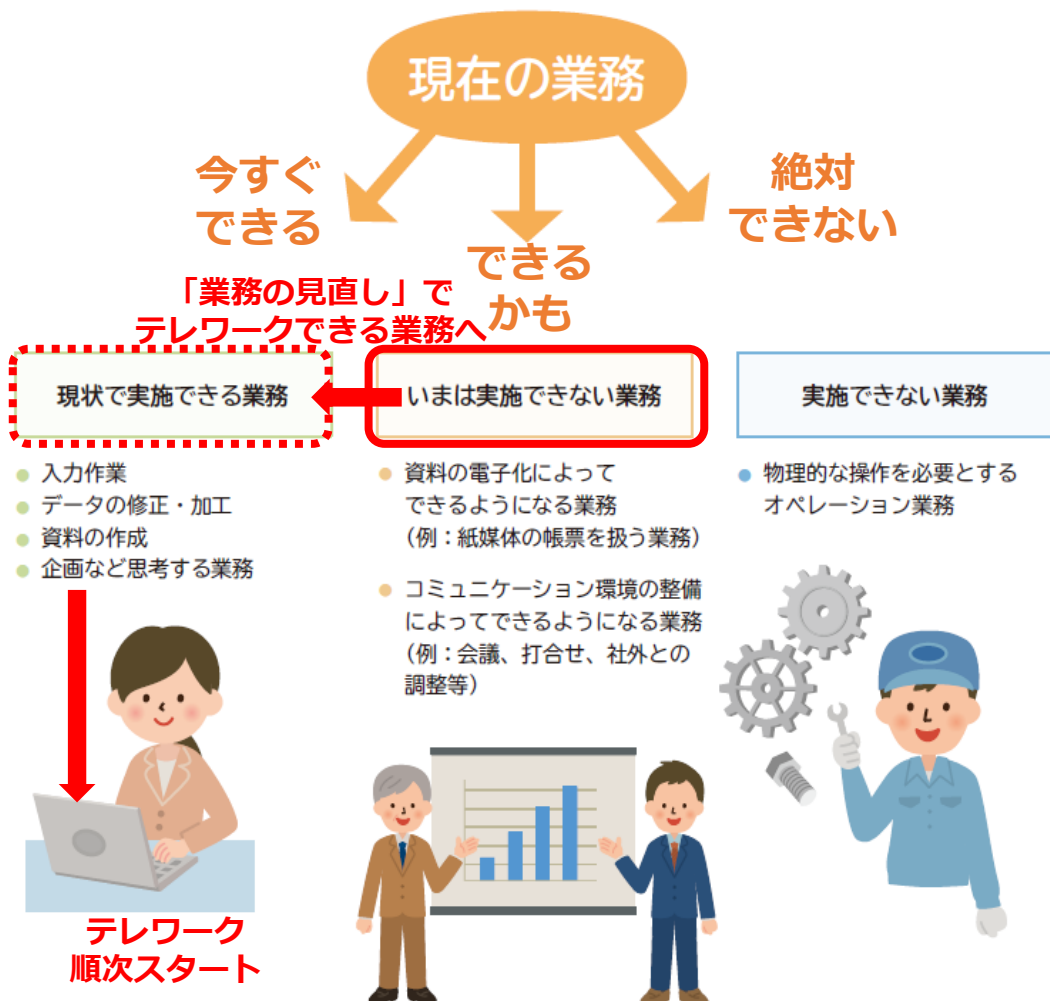 現在の業務
今すぐ
できる
できる
かも
絶対
できない
「業務の見直し」で
テレワークできる業務へ
現状で実施できる業務
いまは実施できない業務
実施できない業務
入力作業
データの修正・加工
資料の作成
企画など思考する業務
資料の電子化によって
できるようになる業務
（例：紙媒体の帳票を扱う業務）
コミュニケーション環境の整備
によってできるようになる業務
（例：会議、打合せ、社外との
調整等）
物理的な操作を必要とする
オペレーション業務
テレワーク
順次スタート